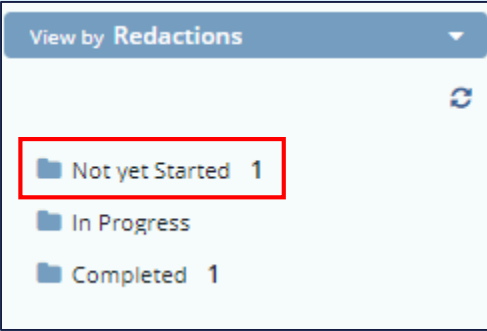 View by Redactions
Not yet Started 1
In Progress
Completed 1